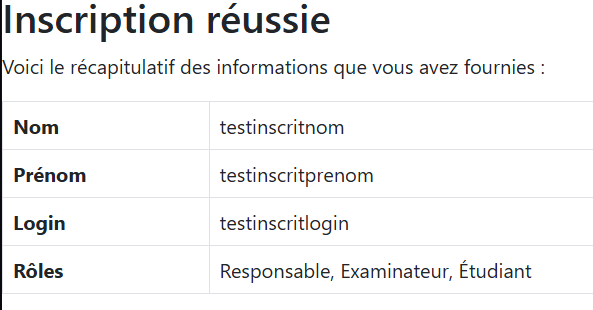 Inscription réussie
Voici le récapitulatif des informations que vous avez fournies :
Nom testinscritnom
Prénom testinscritprenom
Login testinscritlogin
Rôles Responsable, Examinateur, Étudiant